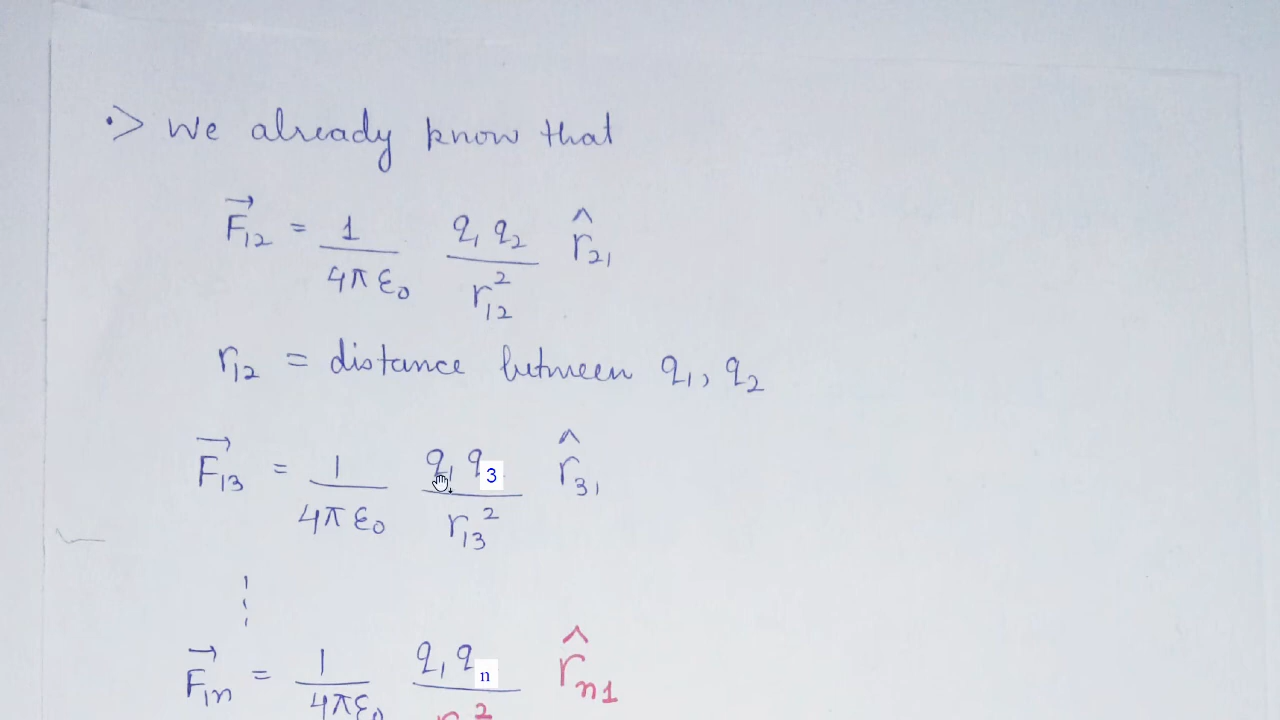 •> We already know that
F⃗₁₂ = 1/4πε₀ q₁q₂/r₁₂² r̂₂₁
r₁₂ = distance between q₁, q₂
F⃗₁₃ = 1/4πε₀ q₁q₃/r₁₃² r̂₃₁
F⃗₁ₙ = 1/4πε₀ q₁qₙ/r² r̂ₙ₁